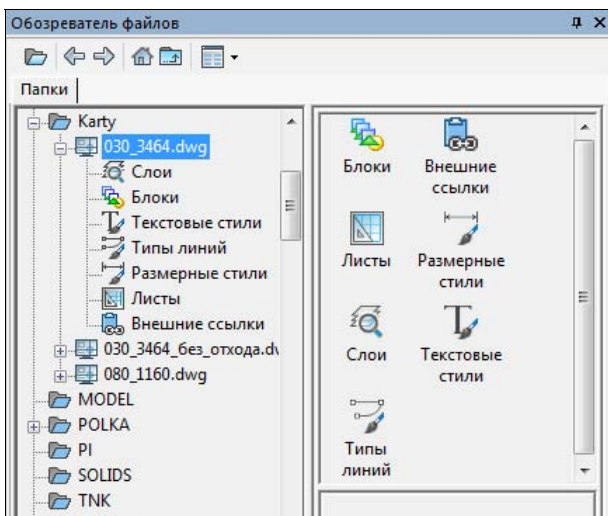 Обозреватель файлов
Папки
Karty
030_3464.dwg
Слои
Блоки
Текстовые стили
Типы линий
Размерные стили
Листы
Внешние ссылки
030_3464_без_отхода.dv
080_1160.dwg
MODEL
POLKA
PI
SOLIDS
TNK
Блоки
Внешние
ссылки
Листы
Размерные
стили
Слои
Текстовые
стили
Типы
линий